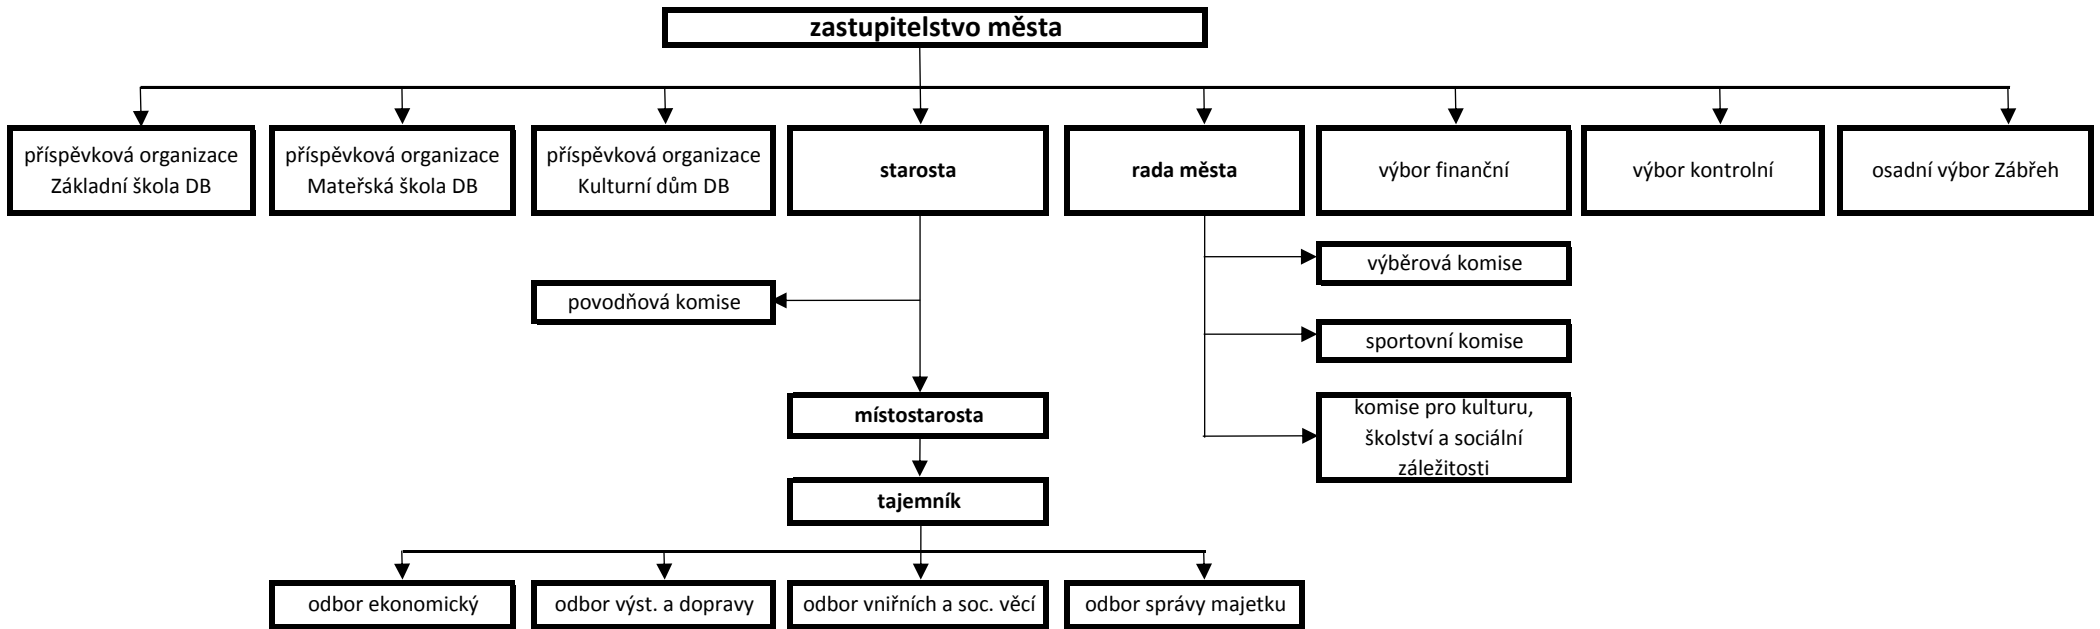 zastupitelstvo města
příspěvková organizace
Základní škola DB
příspěvková organizace
Mateřská škola DB
příspěvková organizace
Kulturní dům DB
starosta
rada města
výbor finanční
výbor kontrolní
osadní výbor Zábřeh
výběrová komise
povodňová komise
sportovní komise
místostarosta
komise pro kulturu,
školství a sociální
záležitosti
tajemník
odbor ekonomický
odbor výst. a dopravy
odbor vniřních a soc. věcí
odbor správy majetku